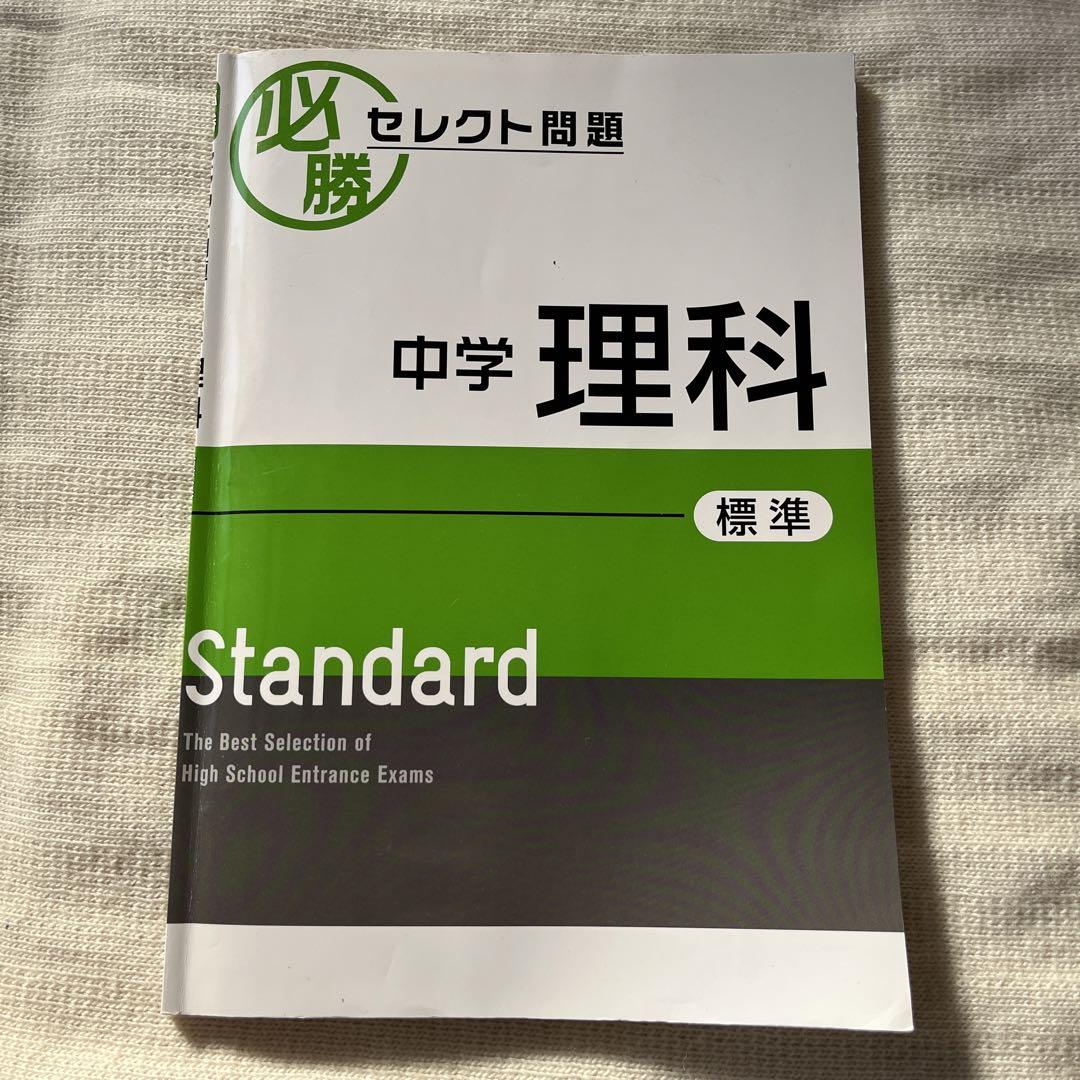 必勝 セレクト問題
中学 理科
標準
Standard
The Best Selection of
High School Entrance Exams